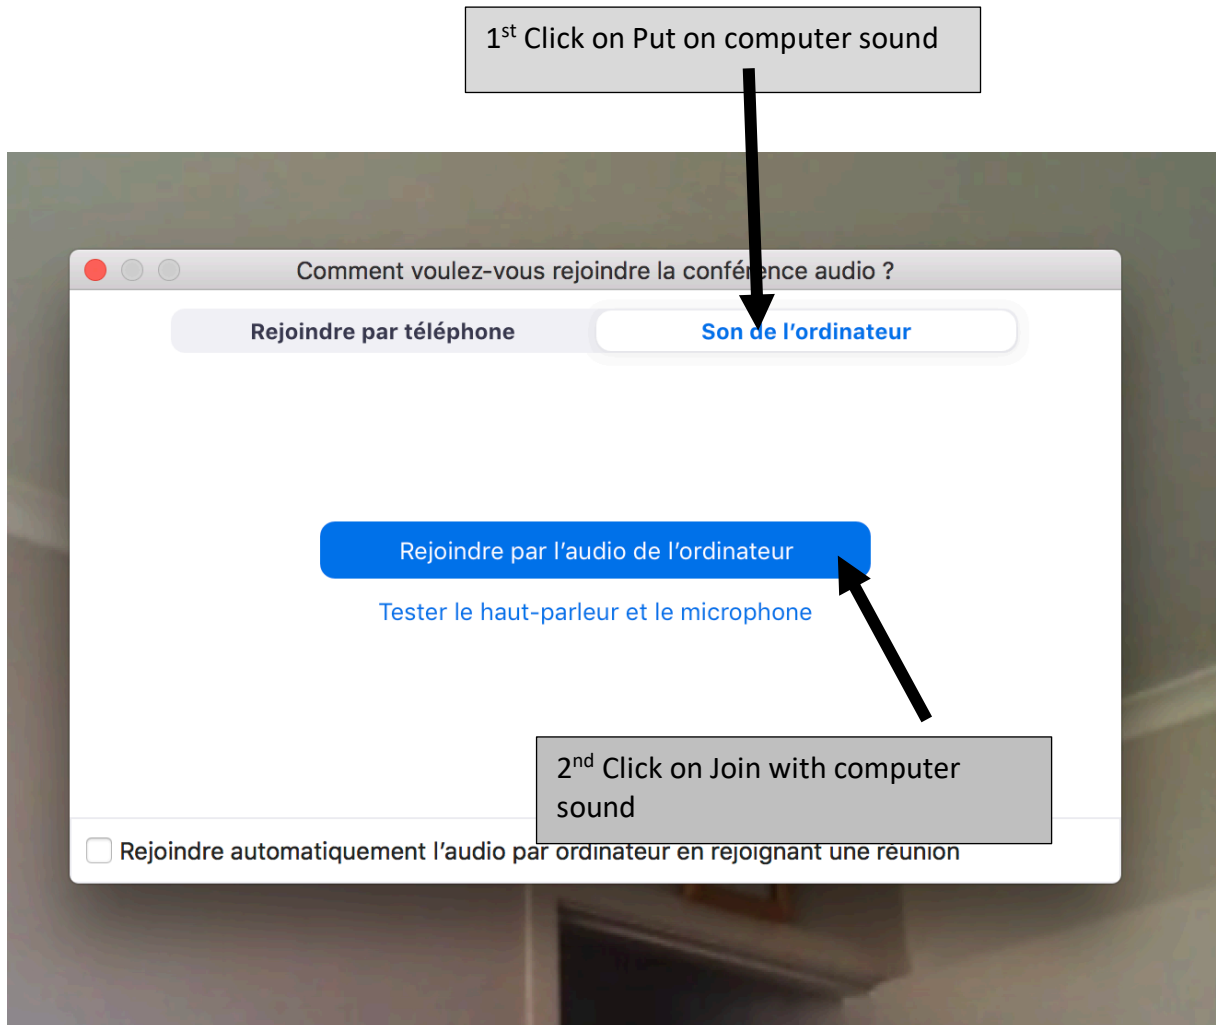 1st Click on Put on computer sound
Comment voulez-vous rejoindre la conférence audio ?
Rejoindre par téléphone
Son de l'ordinateur
Rejoindre par l'audio de l'ordinateur
Tester le haut-parleur et le microphone
2nd Click on Join with computer
sound
Rejoindre automatiquement l'audio par ordinateur en rejoignant une réunion